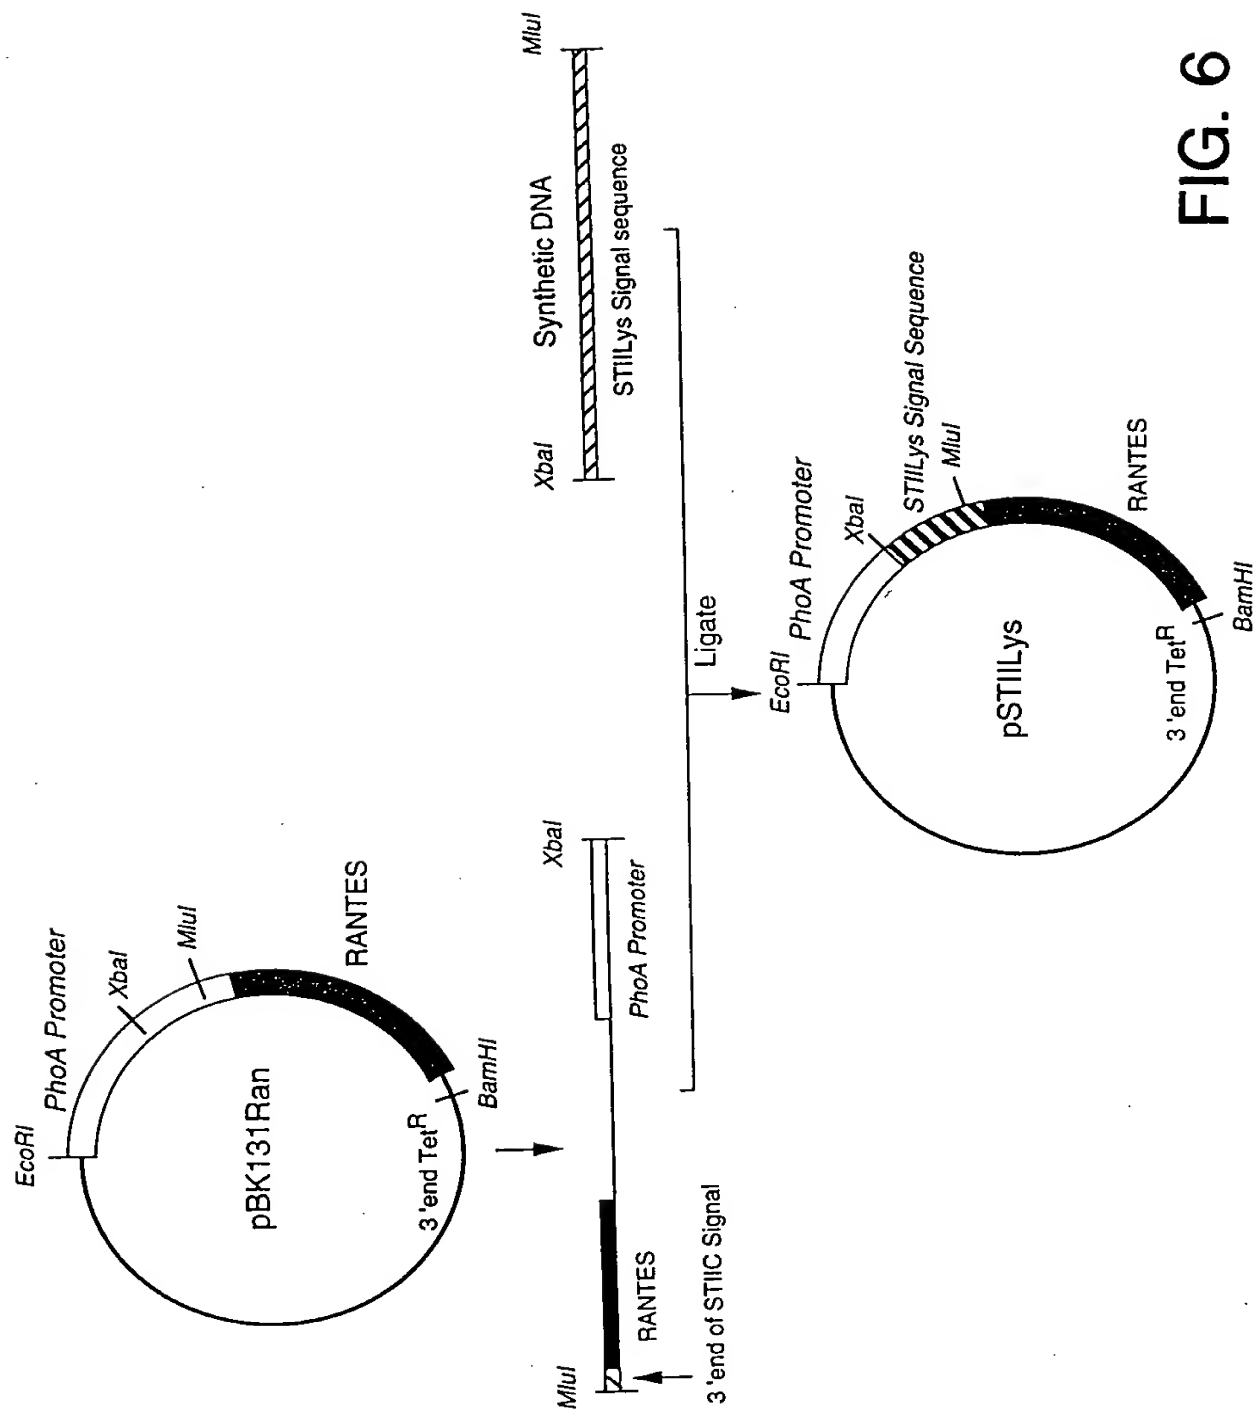 EcoRI
PhoA Promoter
XbaI
MluI
RANTES
pBK131Ran
3 'end Tet^R
BamHI
MluI
RANTES
3 'end of STIIC Signal
XbaI
PhoA Promoter
XbaI
Synthetic DNA
MluI
STIILys Signal sequence
Ligate
EcoRI
PhoA Promoter
XbaI
STIILys Signal Sequence
MluI
RANTES
pSTIILys
3 'end Tet^R
BamHI
FIG. 6